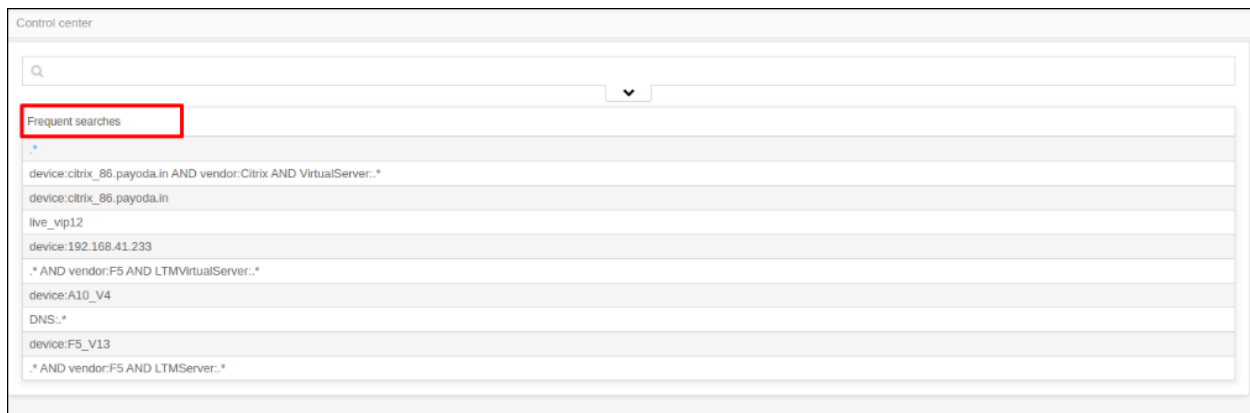 Control center
Frequent searches
.*
device:citrix_86.payoda.in AND vendor:Citrix AND VirtualServer:.*
device:citrix_86.payoda.in
live_vip12
device:192.168.41.233
.* AND vendor:F5 AND LTMVirtualServer:.*
device:A10_V4
DNS:.*
device:F5_V13
.* AND vendor:F5 AND LTMServer:.*